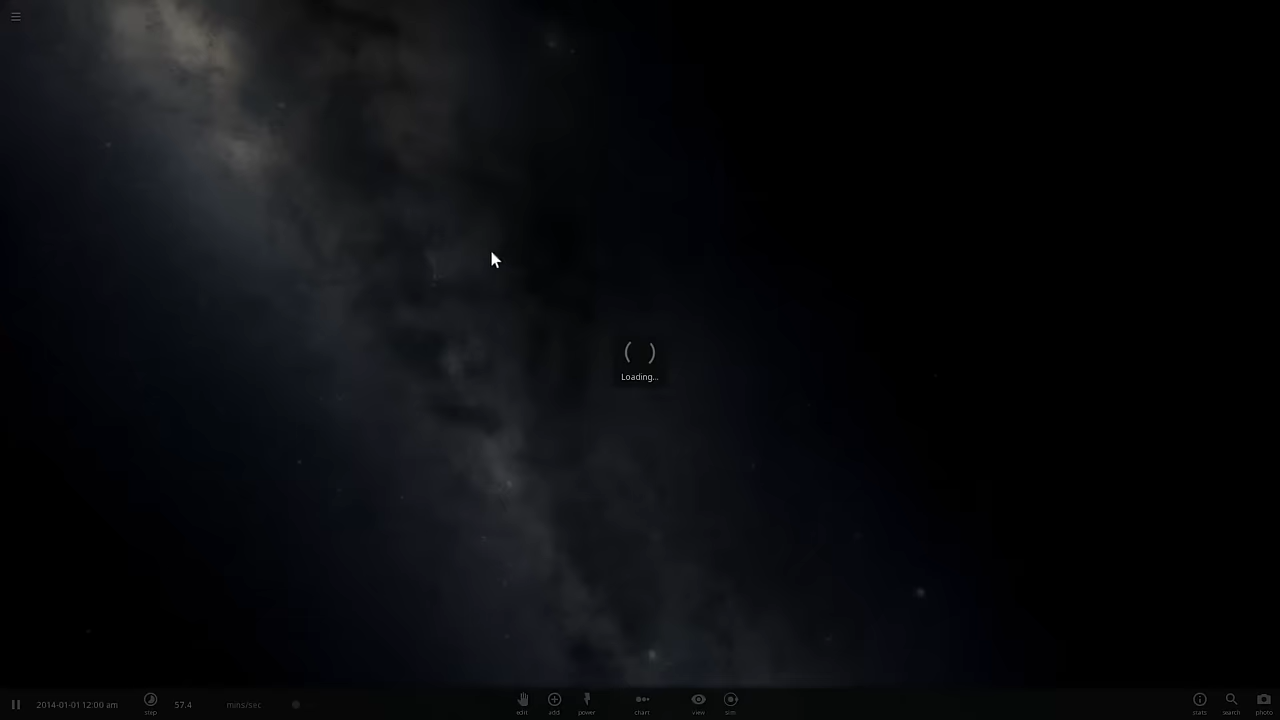 Loading...
2014-01-01 12:00 am
step
57.4
mins/sec
edit
add
power
chart
view
sim
stats
search
photo